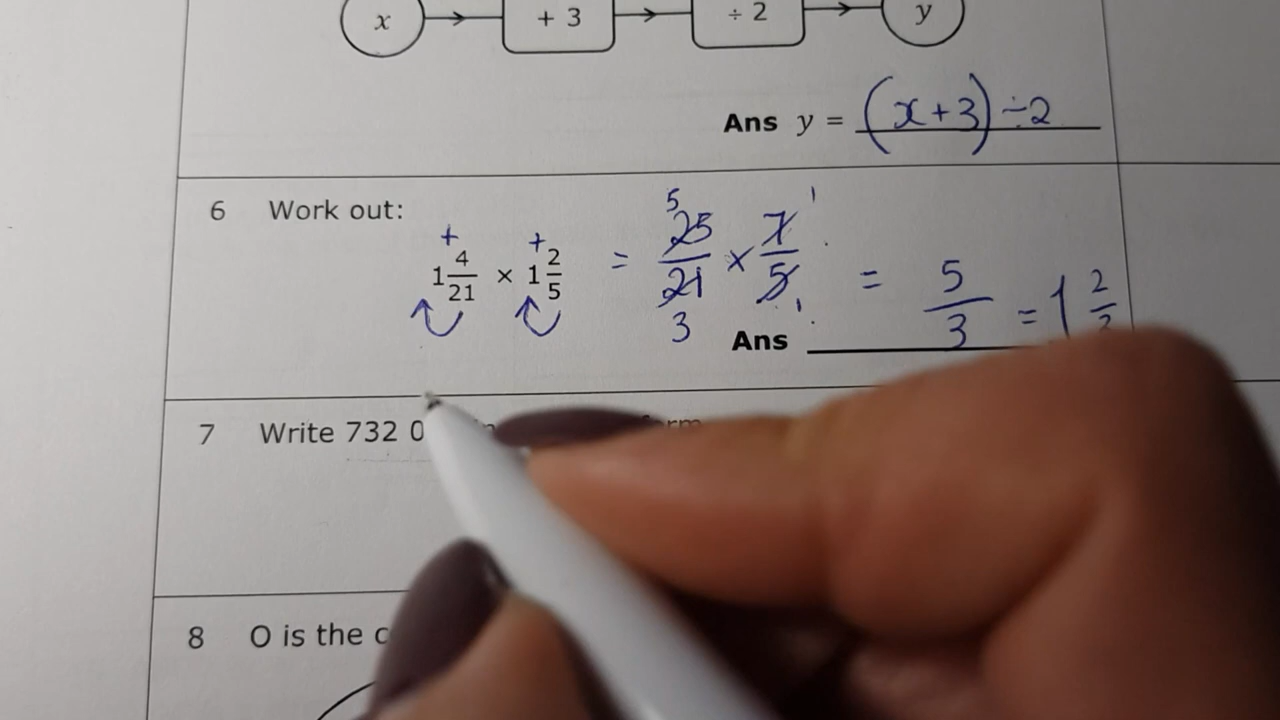 x + 3 ÷ 2 y
Ans y = (x+3) ÷2
6 Work out:
1 4/21 × 1 2/5 = 25/21 × 7/5 = 5/3 = 1 2/3
+ + 5 3 1 1
Ans
7 Write 732 0
8 O is the c